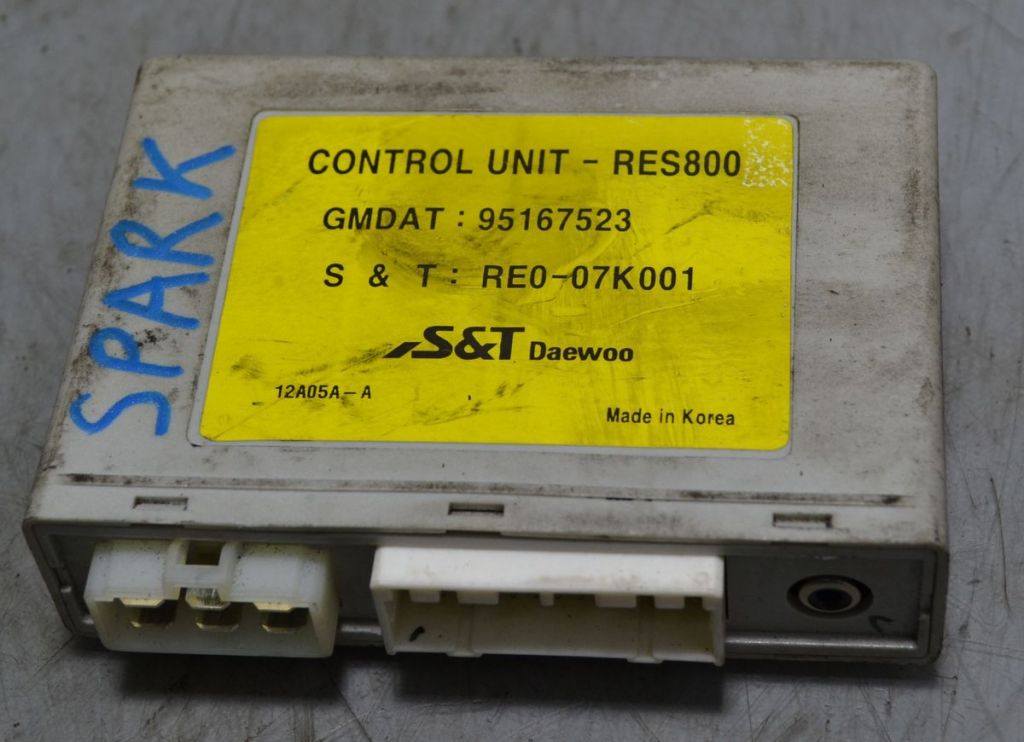 SPARK
CONTROL UNIT - RES800
GMDAT : 95167523
S & T : RE0-07K001
S&T Daewoo
12A05A-A
Made in Korea